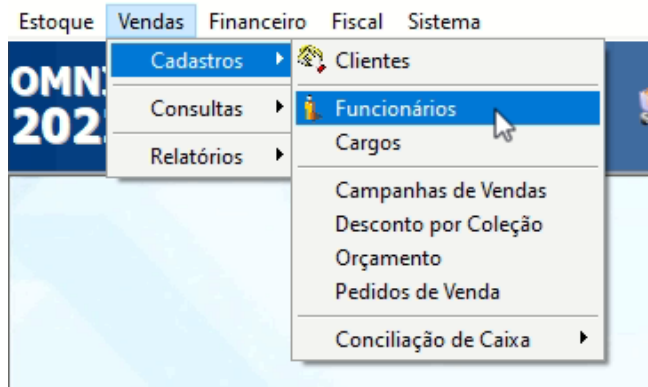 Estoque Vendas Financeiro Fiscal Sistema
Cadastros
Consultas
Relatórios
Clientes
Funcionários
Cargos
Campanhas de Vendas
Desconto por Coleção
Orçamento
Pedidos de Venda
Conciliação de Caixa